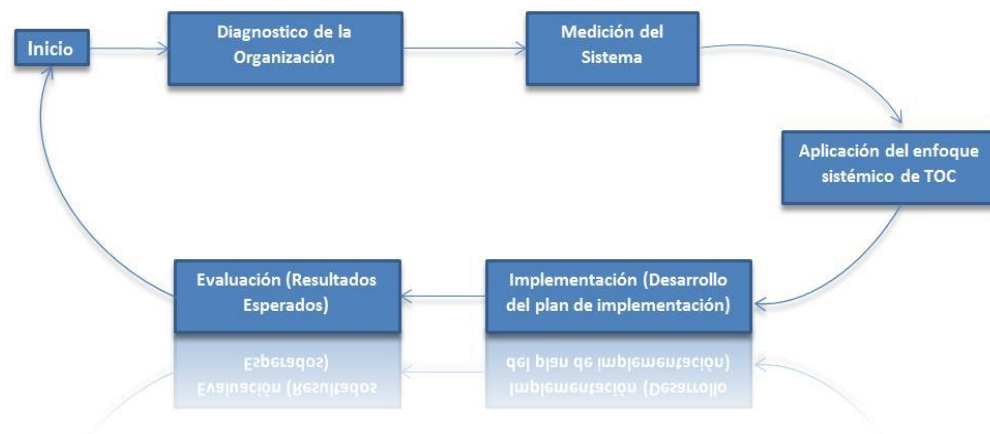 Inicio
Diagnostico de la
Organización
Medición del
Sistema
Aplicación del enfoque
sistémico de TOC
Implementación (Desarrollo
del plan de implementación)
Evaluación (Resultados
Esperados)